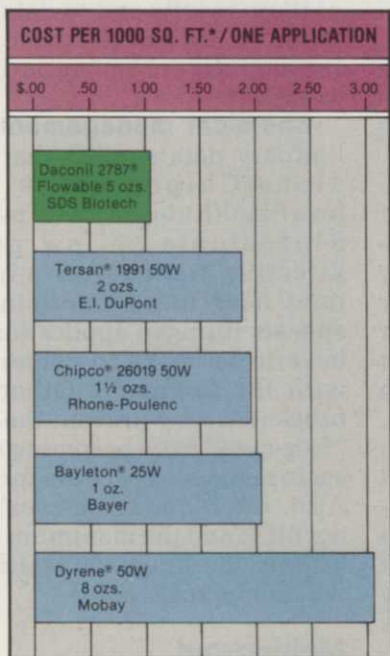 COST PER 1000 SQ. FT.*/ONE APPLICATION
$.00 .50 1.00 1.50 2.00 2.50 3.00
Daconil 2787®
Flowable 5 ozs.
SDS Biotech
Tersan® 1991 50W
2 ozs.
E.I. DuPont
Chipco® 26019 50W
1½ ozs.
Rhone-Poulenc
Bayleton® 25W
1 oz.
Bayer
Dyrene® 50W
8 ozs.
Mobay